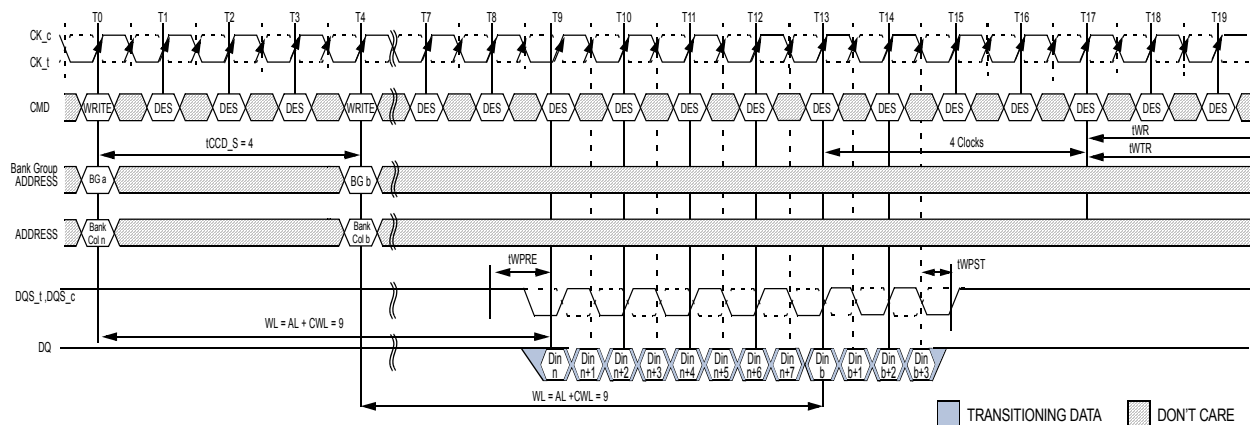 T0 T1 T2 T3 T4 T7 T8 T9 T10 T11 T12 T13 T14 T15 T16 T17 T18 T19
CK_c
CK_t
CMD WRITE DES DES DES WRITE DES DES DES DES DES DES DES DES DES DES DES DES DES
tCCD_S = 4 4 Clocks tWR
tWTR
Bank Group
ADDRESS BG a BG b
ADDRESS Bank Col n Bank Col b
tWPRE tWPST
DQS_t ,DQS_c
WL = AL + CWL = 9
DQ Din n Din n+1 Din n+2 Din n+3 Din n+4 Din n+5 Din n+6 Din n+7 Din b Din b+1 Din b+2 Din b+3
WL = AL +CWL = 9
TRANSITIONING DATA DON'T CARE